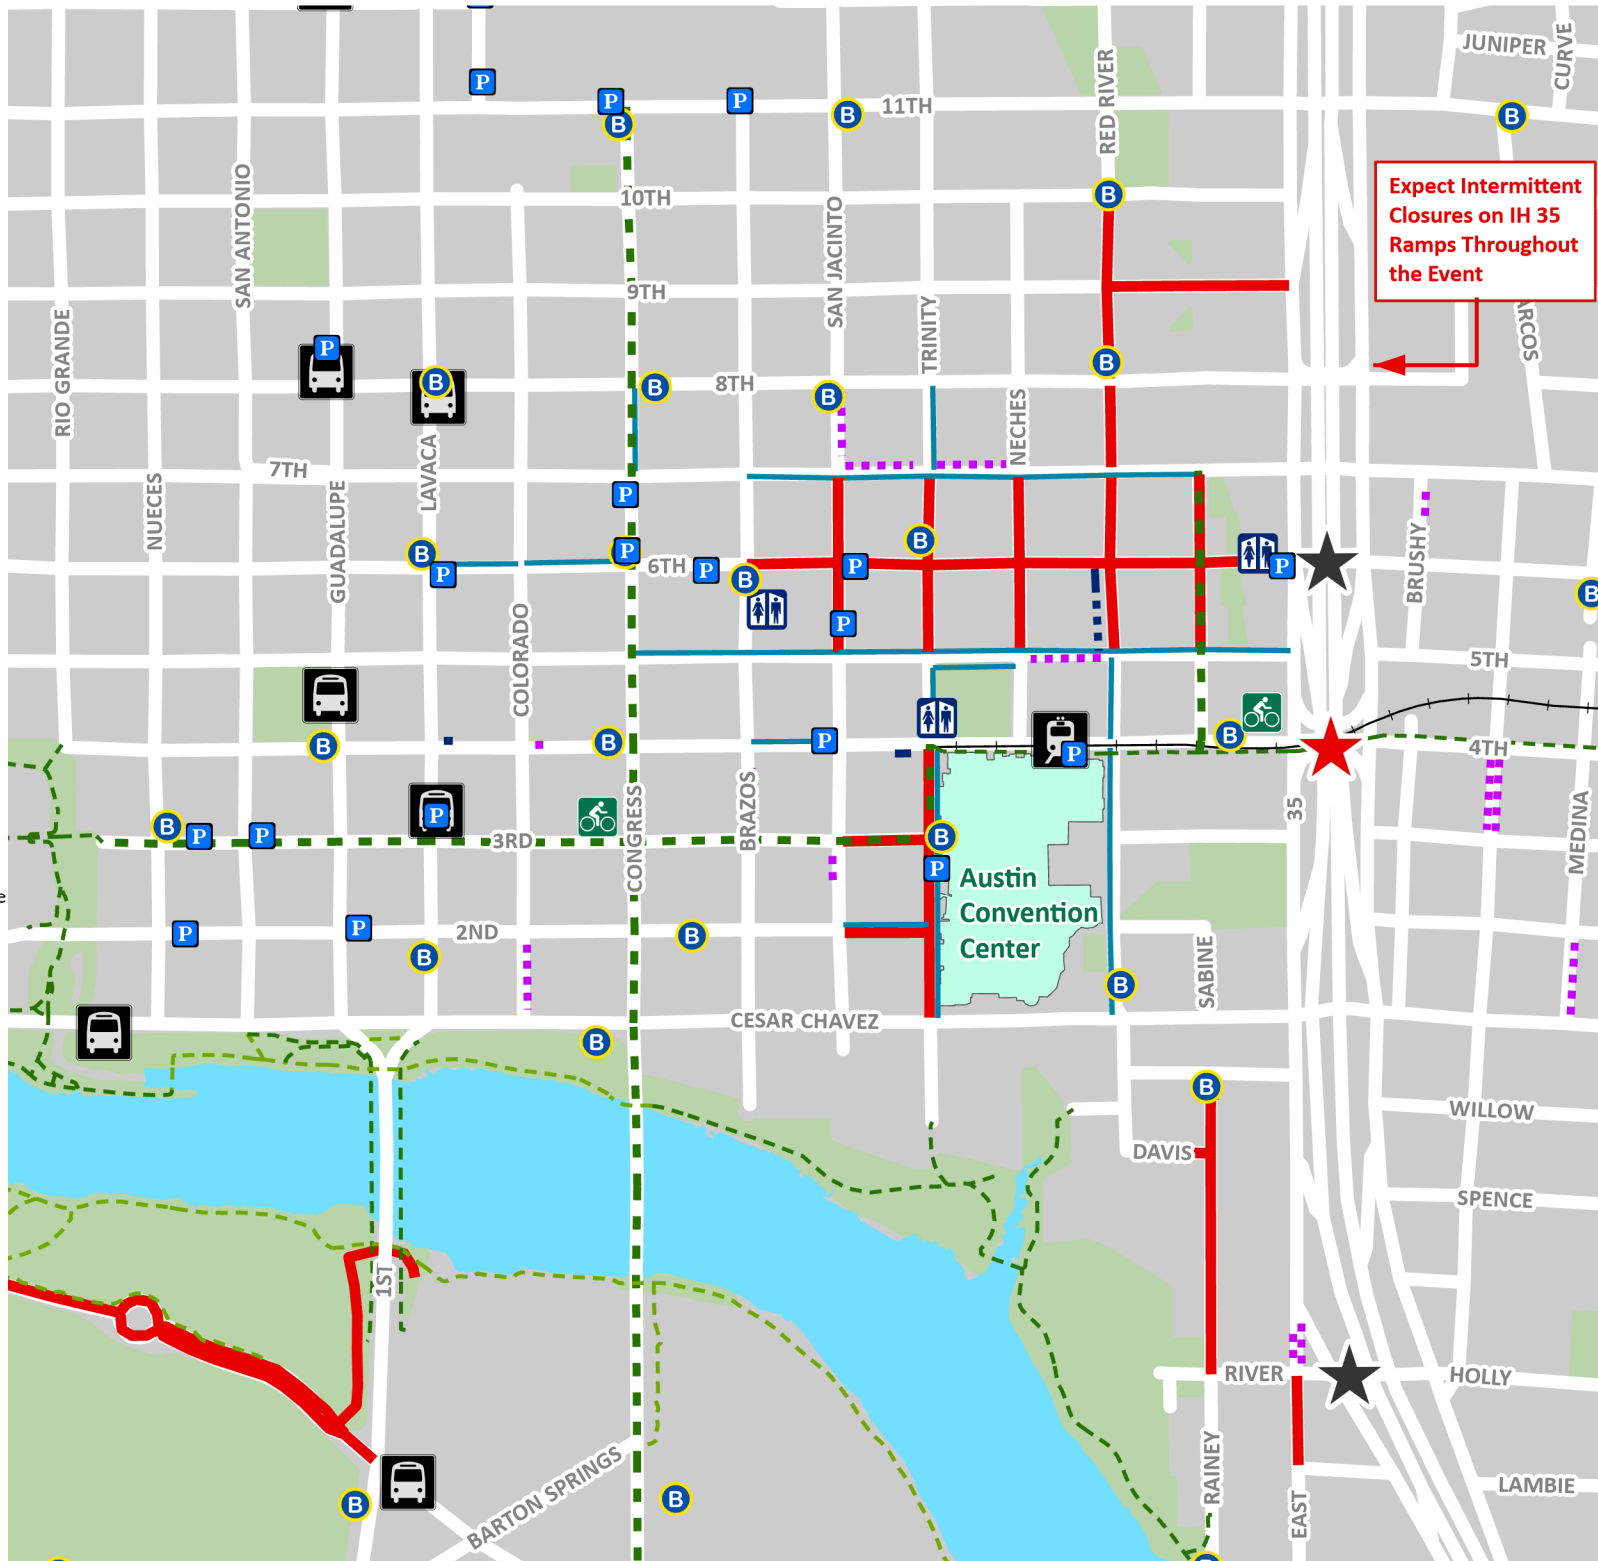 JUNIPER
CURVE
P
P
P
B
B
11TH
B
RED RIVER
Expect Intermittent
Closures on IH 35
Ramps Throughout
the Event
SAN ANTONIO
10TH
B
SAN JACINTO
9TH
TRINITY
ARCOS
RIO GRANDE
P
B
B
8TH
B
B
NECHES
LAVACA
7TH
NUECES
GUADALUPE
P
B
P
B
P
6TH
P
B
P
B
P
P
BRUSHY
B
COLORADO
P
5TH
B
B
P
P
B
4TH
35
BRAZOS
CONGRESS
MEDINA
B
P
P
P
3RD
B
P
Austin
Convention
Center
e
P
P
2ND
B
B
B
SABINE
CESAR CHAVEZ
B
B
WILLOW
DAVIS
SPENCE
1ST
RIVER
HOLLY
BARTON SPRINGS
RAINEY
EAST
LAMBIE
B
B